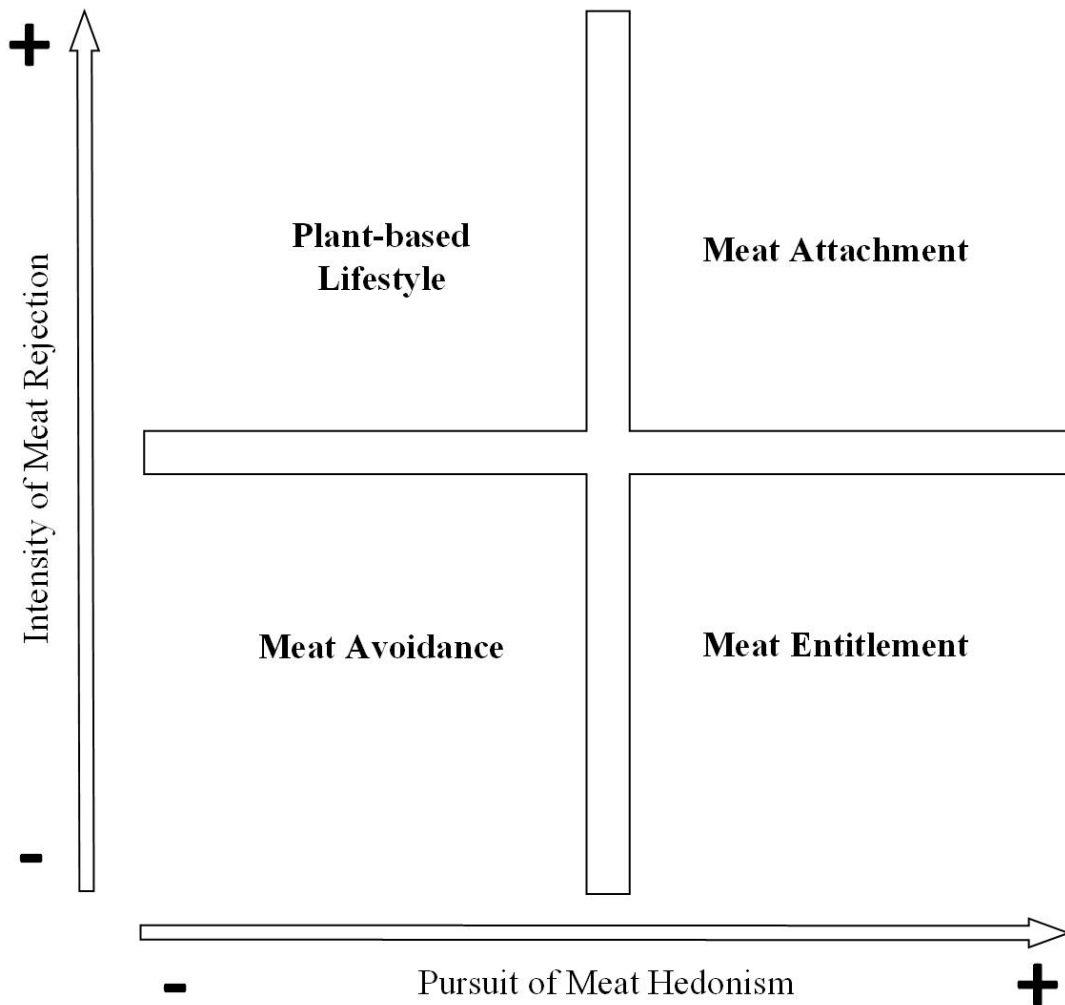 +
Plant-based
Lifestyle
Meat Attachment
Intensity of Meat Rejection
Meat Avoidance
Meat Entitlement
-
- Pursuit of Meat Hedonism +